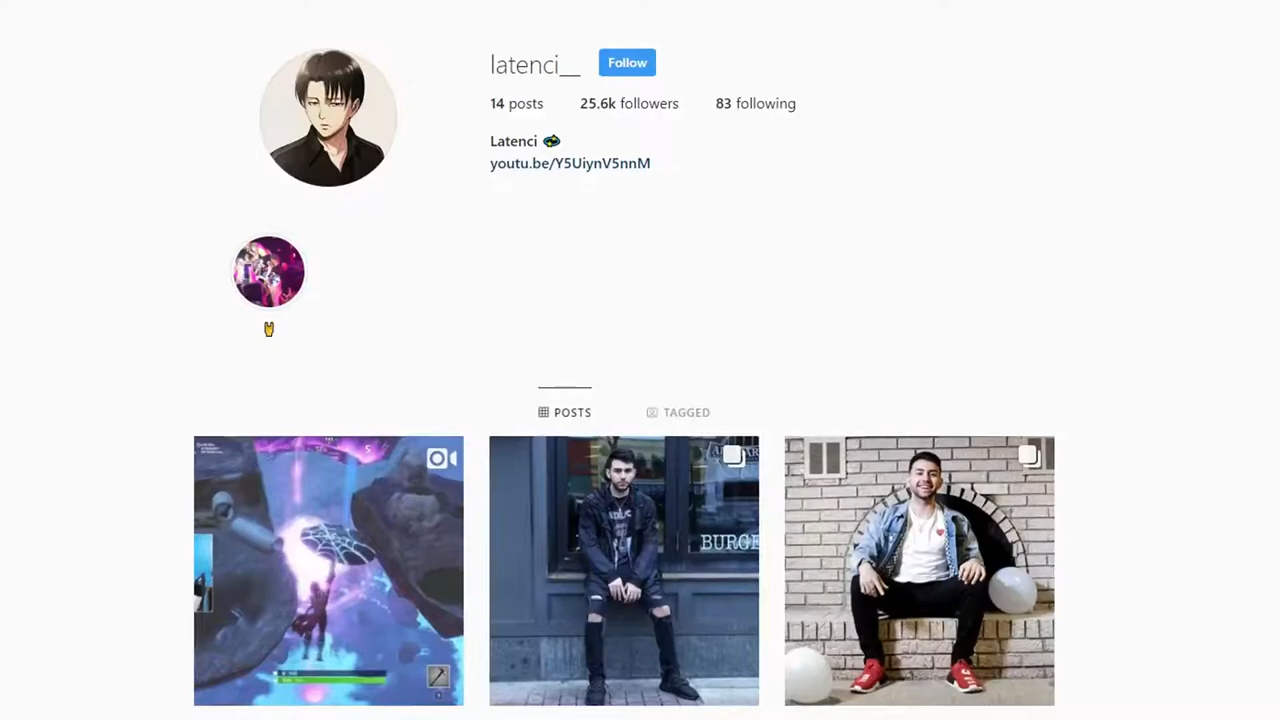 latenci__ Follow
14 posts 25.6k followers 83 following
Latenci
youtu.be/Y5UiynV5nnM
POSTS TAGGED
BURGE